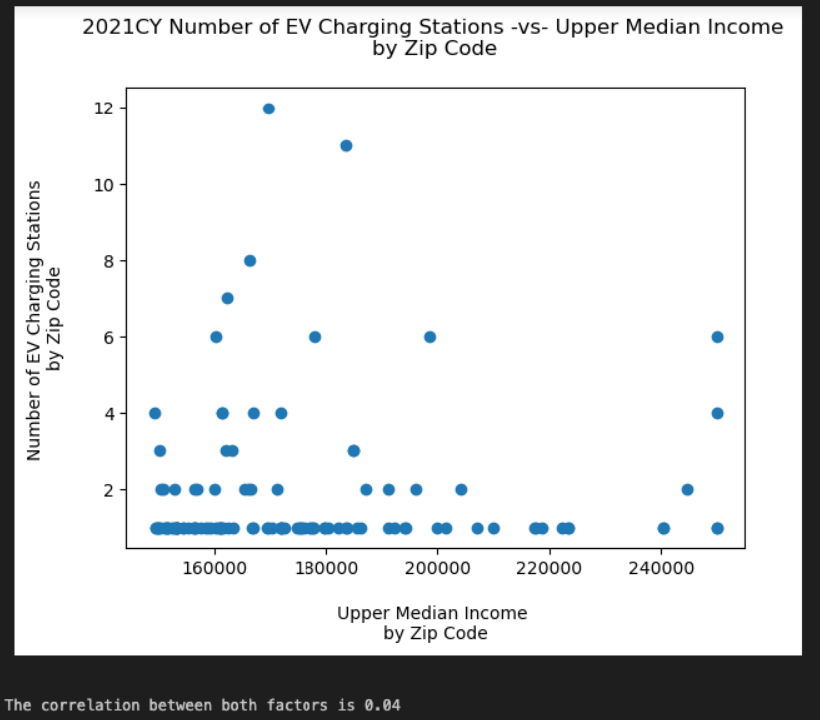 2021CY Number of EV Charging Stations -vs- Upper Median Income
by Zip Code
12
10
8
6
4
2
Number of EV Charging Stations
by Zip Code
160000
180000
200000
220000
240000
Upper Median Income
by Zip Code
The correlation between both factors is 0.04